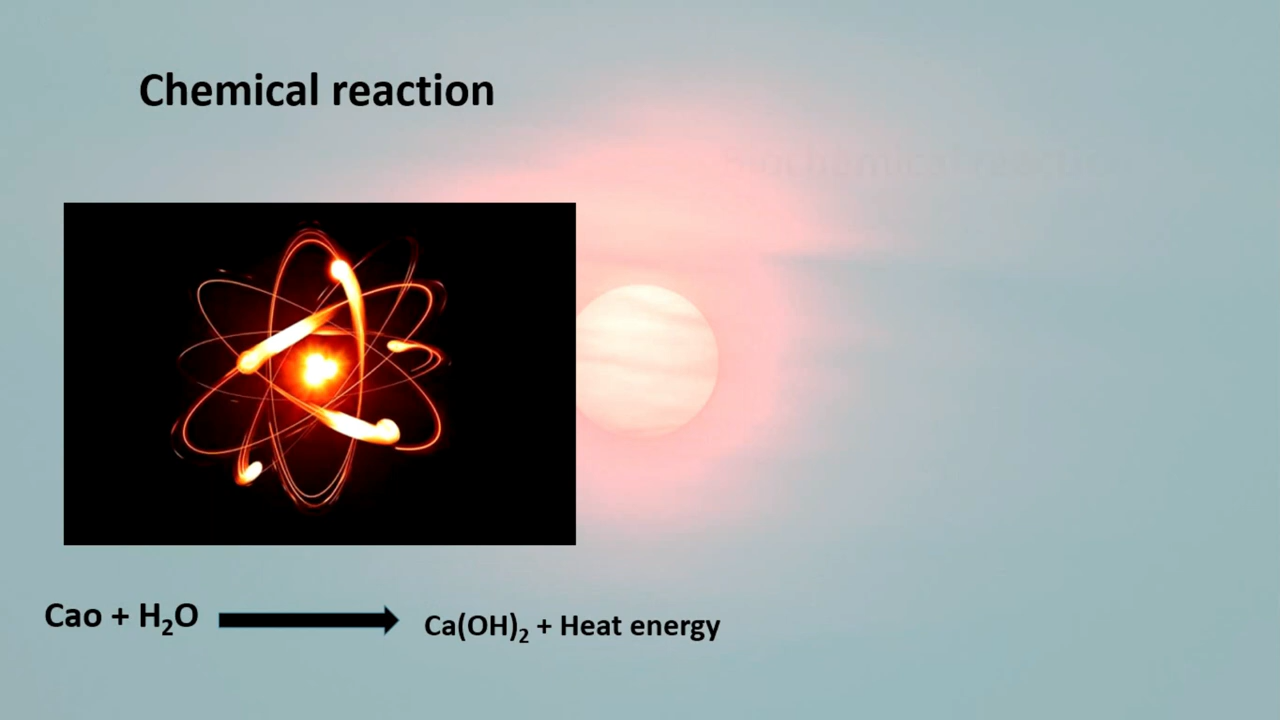 Chemical reaction
Cao + H₂O
Ca(OH)₂ + Heat energy